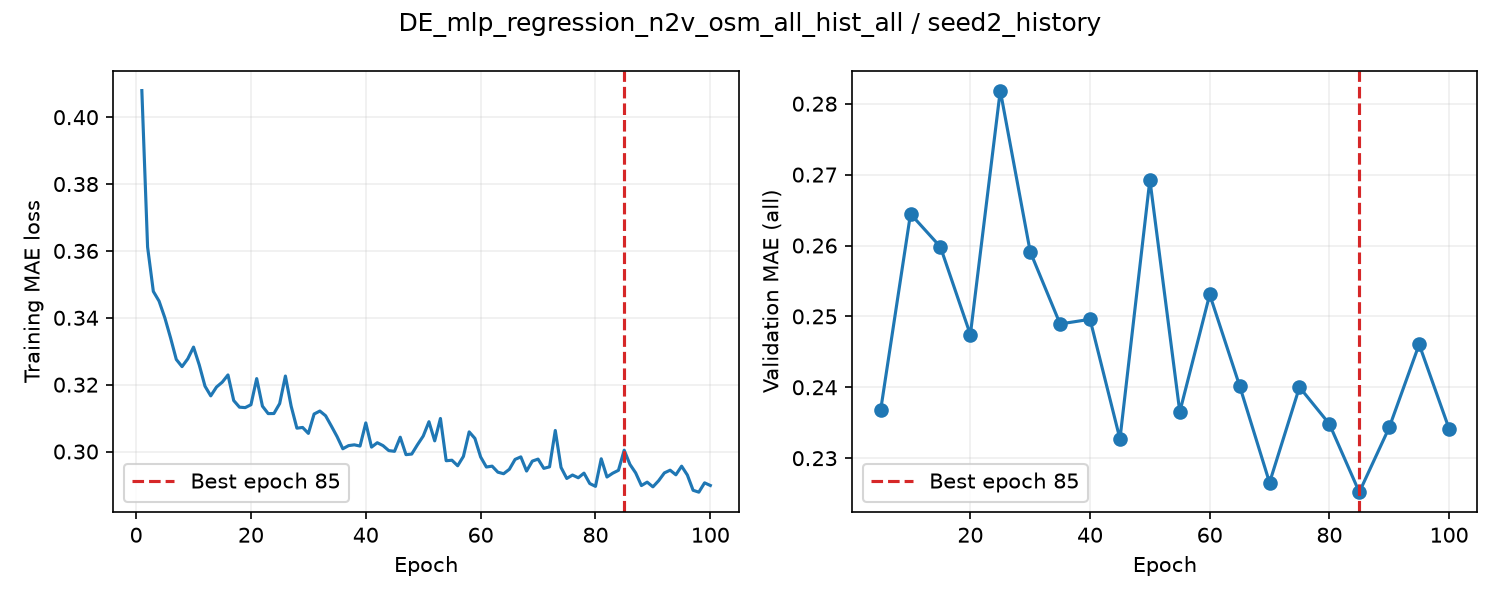 DE_mlp_regression_n2v_osm_all_hist_all / seed2_history
Training MAE loss
0.40
0.38
0.36
0.34
0.32
0.30
Best epoch 85
0 20 40 60 80 100
Epoch
Validation MAE (all)
0.28
0.27
0.26
0.25
0.24
0.23
Best epoch 85
20 40 60 80 100
Epoch